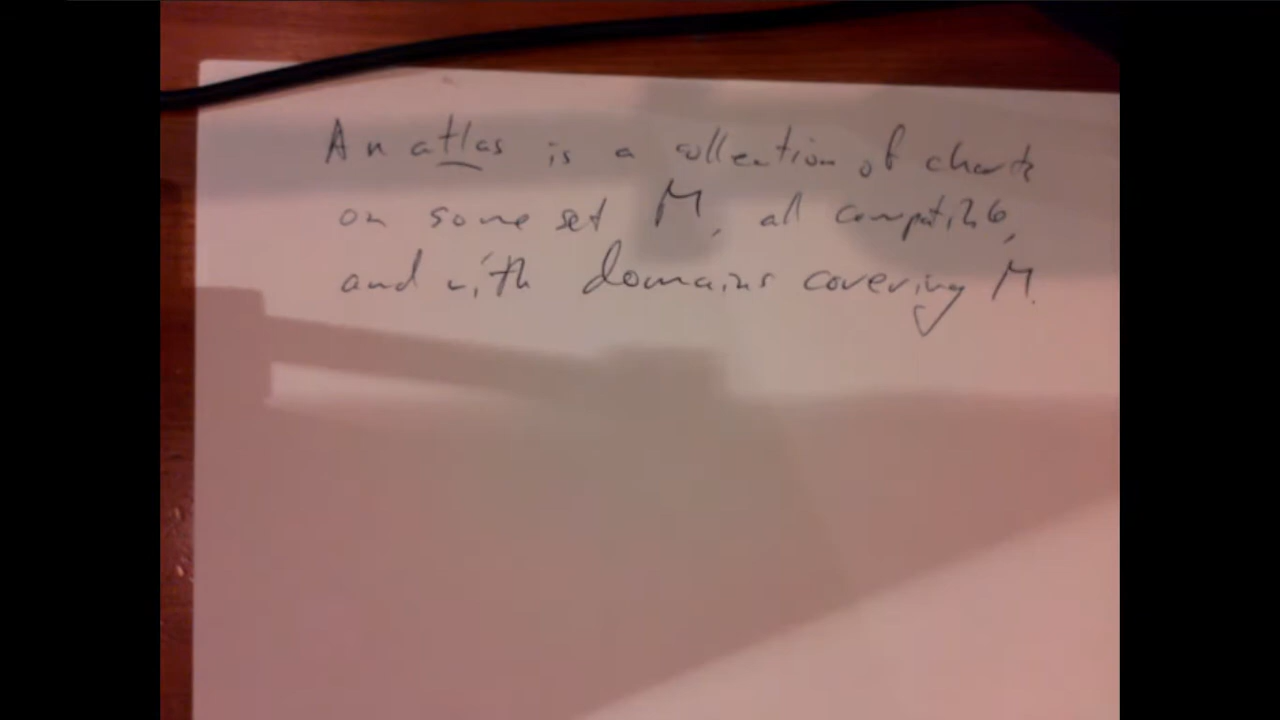 An atlas is a collection of charts
on some set M, all compatible,
and with domains covering M.